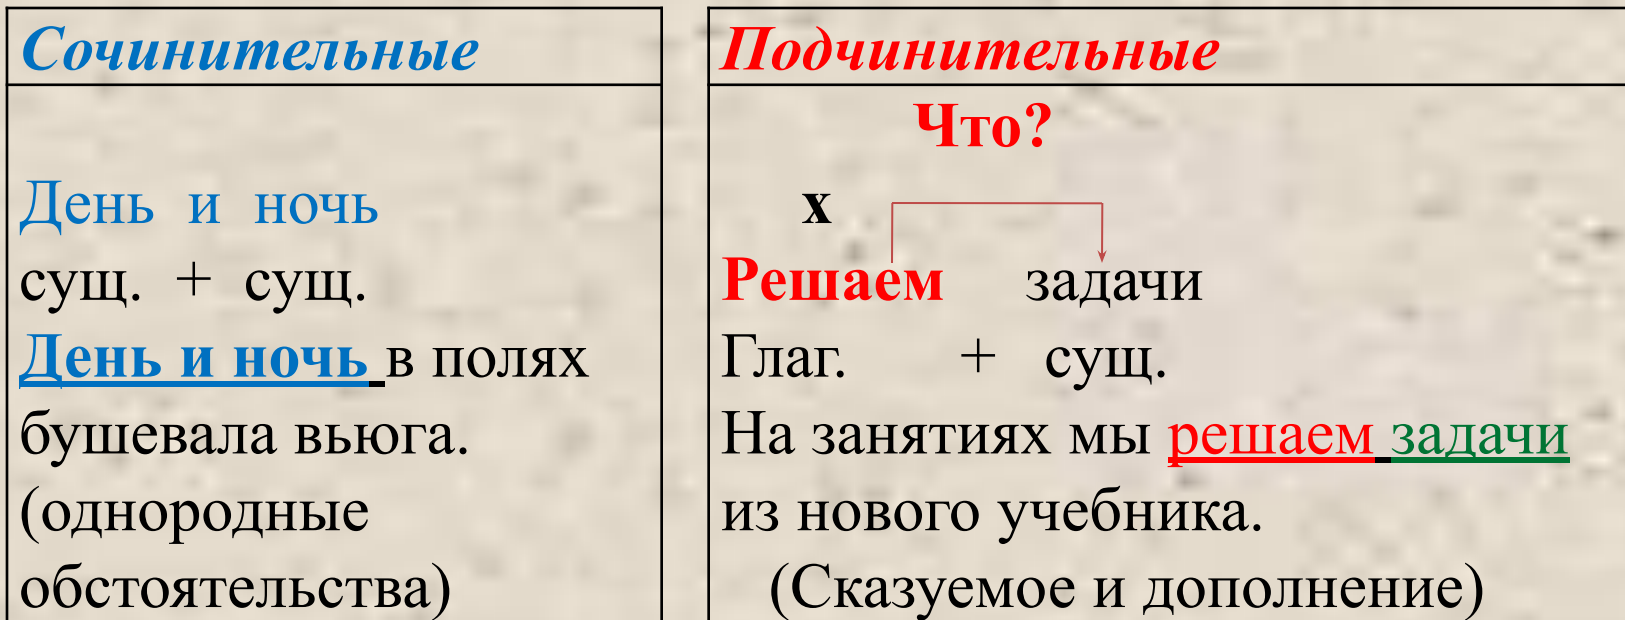 Сочинительные
День и ночь
сущ. + сущ.
День и ночь в полях
бушевала вьюга.
(однородные
обстоятельства)
Подчинительные
Что?
х
Решаем задачи
Глаг. + сущ.
На занятиях мы решаем задачи
из нового учебника.
(Сказуемое и дополнение)